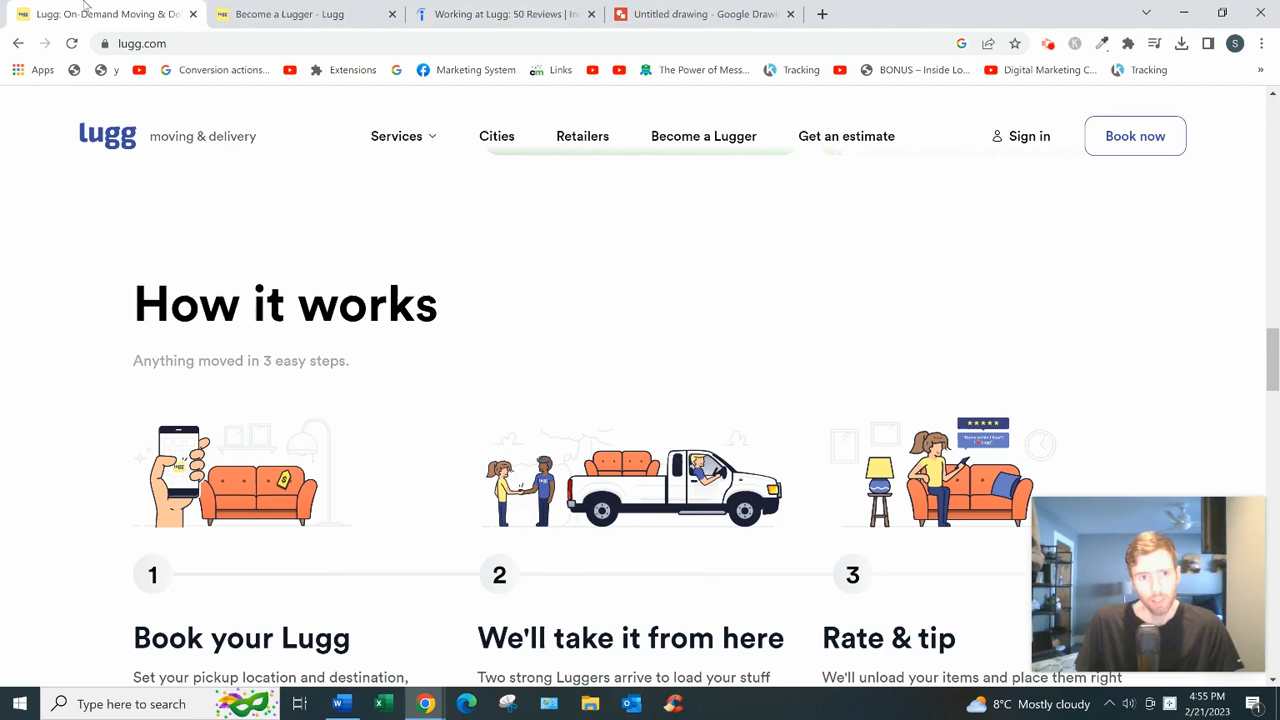 Lugg: On-Demand Moving & De
Become a Lugger - Lugg
Working at Lugg: 50 Reviews | In
Untitled drawing - Google Drawi
lugg.com
Apps
y
Conversion actions...
Extensions
Marketing System
Links
The Power of Mess...
Tracking
BONUS – Inside Lo...
Digital Marketing C...
Tracking
»
lugg moving & delivery
Services
Cities
Retailers
Become a Lugger
Get an estimate
Sign in
Book now
How it works
Anything moved in 3 easy steps.
1
2
3
Book your Lugg
We'll take it from here
Rate & tip
Set your pickup location and destination,
Two strong Luggers arrive to load your stuff
We'll unload your items and place them right
Type here to search
8°C Mostly cloudy
4:55 PM
2/21/2023